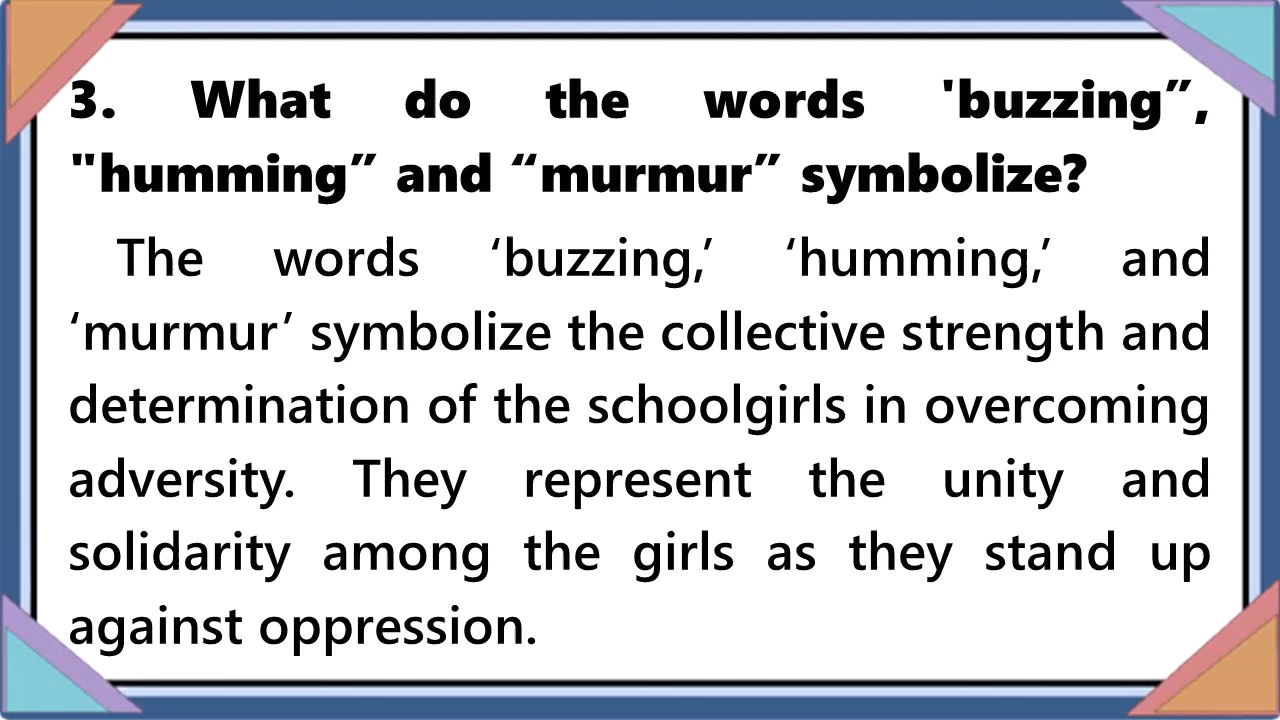 3. What do the words 'buzzing”,
"humming” and “murmur” symbolize?
The words ‘buzzing,’ ‘humming,’ and
‘murmur’ symbolize the collective strength and
determination of the schoolgirls in overcoming
adversity. They represent the unity and
solidarity among the girls as they stand up
against oppression.